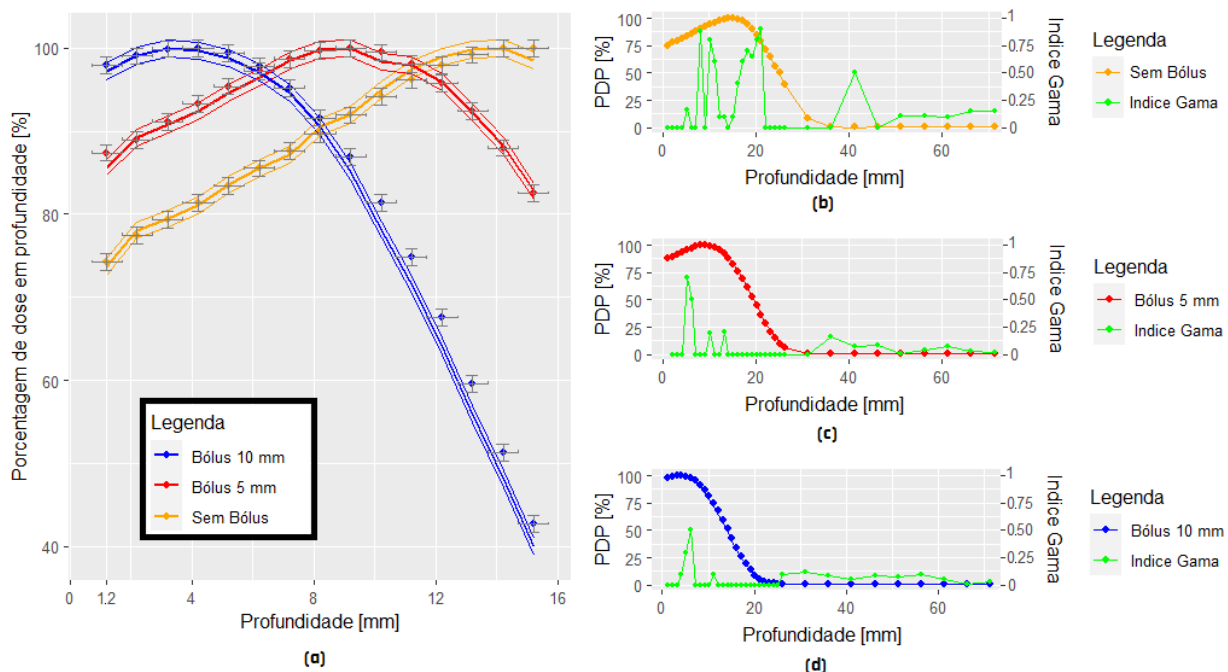 Porcentagem de dose em profundidade [%]
100
80
60
40
Legenda
Bólus 10 mm
Bólus 5 mm
Sem Bólus
0 1.2 4 8 12 16
Profundidade [mm]
(a)
PDP [%]
100
75
50
25
0
1
0.75
0.50
0.25
0
Indice Gama
0 20 40 60
Profundidade [mm]
(b)
Legenda
Sem Bólus
Indice Gama
PDP [%]
100
75
50
25
0
1
0.75
0.50
0.25
0
Indice Gama
0 20 40 60
Profundidade [mm]
(c)
Legenda
Bólus 5 mm
Indice Gama
PDP [%]
100
75
50
25
0
1
0.75
0.50
0.25
0
Indice Gama
0 20 40 60
Profundidade [mm]
(d)
Legenda
Bólus 10 mm
Indice Gama